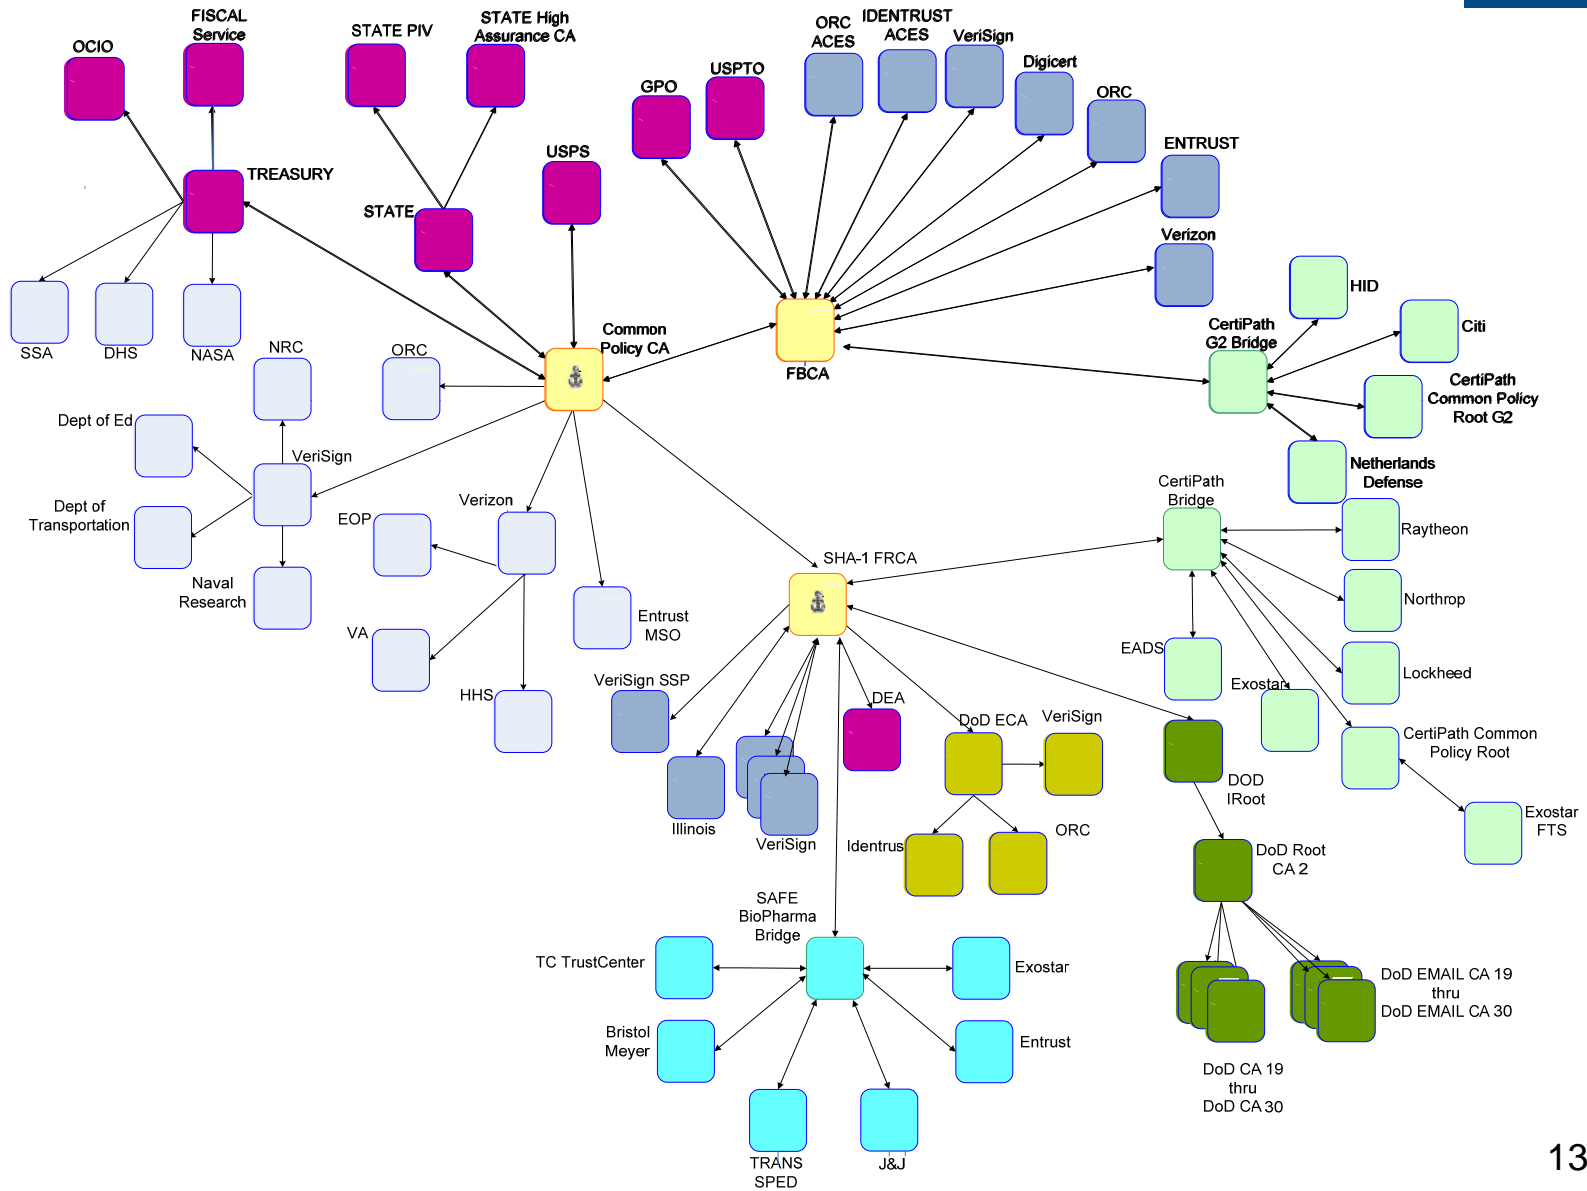 FISCAL
Service
OCIO
STATE PIV
STATE High
Assurance CA
ORC
ACES
IDENTRUST
ACES
VeriSign
Digicert
ORC
USPTO
GPO
ENTRUST
USPS
TREASURY
STATE
Verizon
HID
Citi
CertiPath
G2 Bridge
Common
Policy CA
FBCA
SSA
DHS
NASA
NRC
ORC
CertiPath
Common Policy
Root G2
Dept of Ed
VeriSign
Netherlands
Defense
CertiPath
Bridge
Dept of
Transportation
EOP
Verizon
Raytheon
SHA-1 FRCA
Naval
Research
Northrop
Entrust
MSO
VA
EADS
Lockheed
HHS
VeriSign SSP
DEA
DoD ECA
VeriSign
Exostar
CertiPath Common
Policy Root
DOD
IRoot
Illinois
VeriSign
Identrus
ORC
Exostar
FTS
DoD Root
CA 2
SAFE
BioPharma
Bridge
TC TrustCenter
Exostar
DoD EMAIL CA 19
thru
DoD EMAIL CA 30
Bristol
Meyer
Entrust
DoD CA 19
thru
DoD CA 30
TRANS
SPED
J&J
13